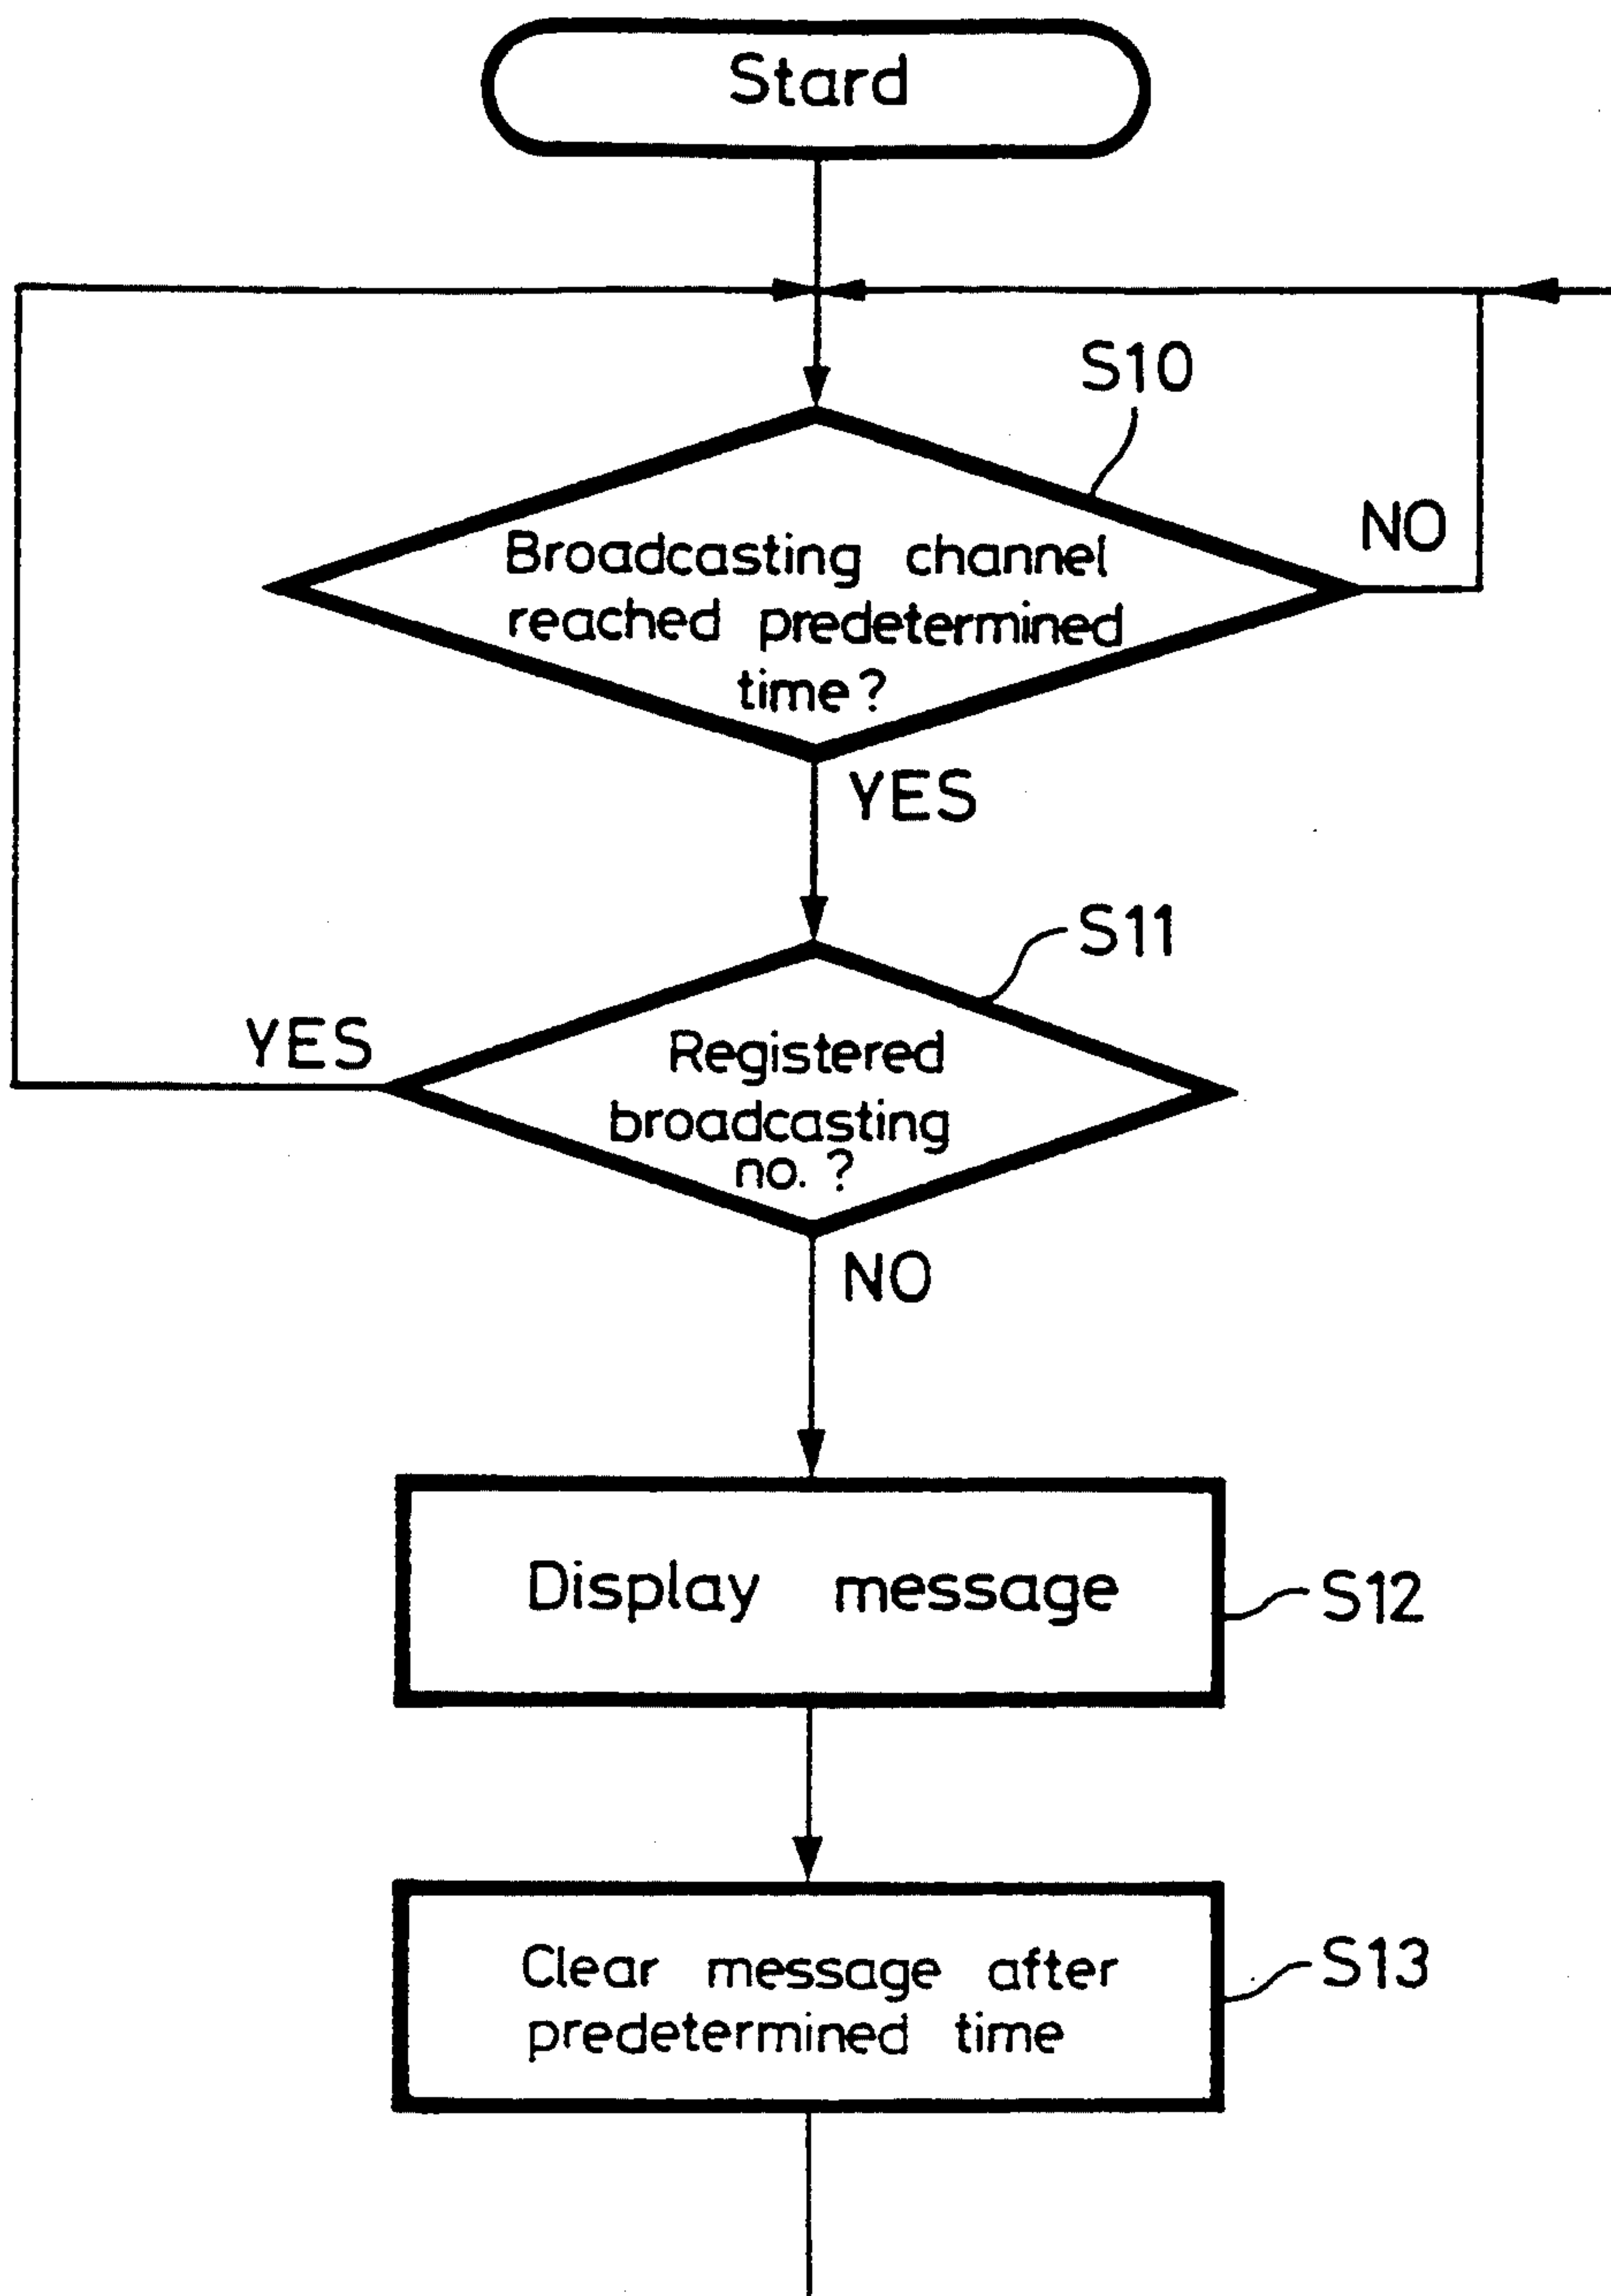 Stard
S10
Broadcasting channel
reached predetermined
time?
NO
YES
S11
YES
Registered
broadcasting
no. ?
NO
Display message
S12
Clear message after
predetermined time
S13